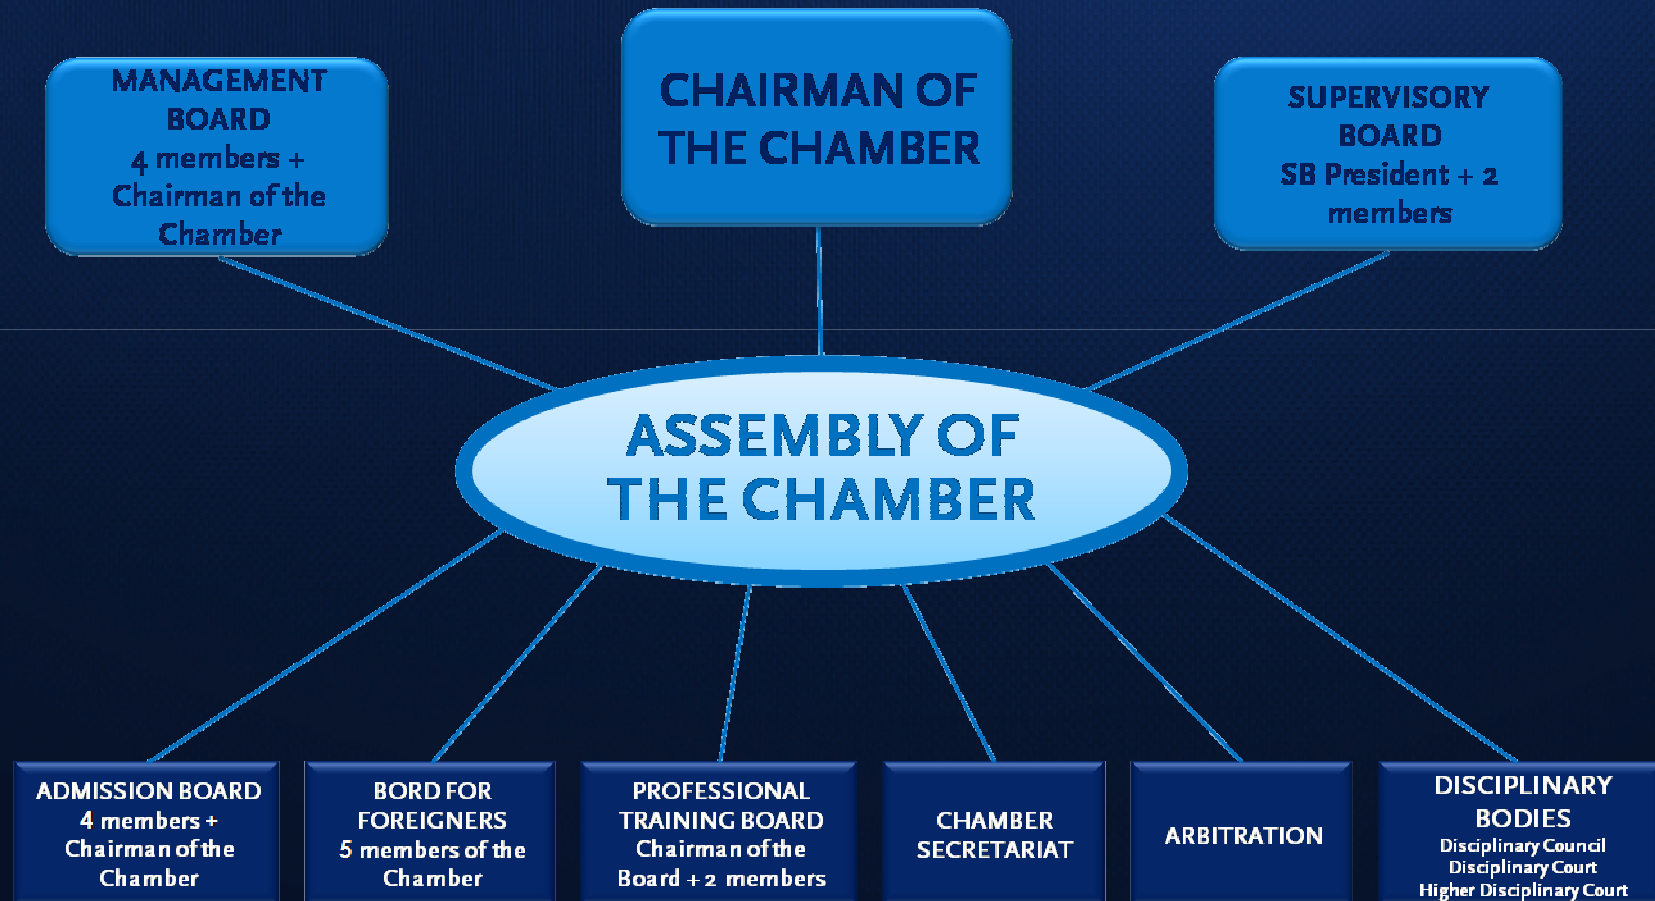 MANAGEMENT
BOARD
4 members +
Chairman of the
Chamber
CHAIRMAN OF
THE CHAMBER
SUPERVISORY
BOARD
SB President + 2
members
ASSEMBLY OF
THE CHAMBER
ADMISSION BOARD
4 members +
Chairman of the
Chamber
BORD FOR
FOREIGNERS
5 members of the
Chamber
PROFESSIONAL
TRAINING BOARD
Chairman of the
Board + 2 members
CHAMBER
SECRETARIAT
ARBITRATION
DISCIPLINARY
BODIES
Disciplinary Council
Disciplinary Court
Higher Disciplinary Court